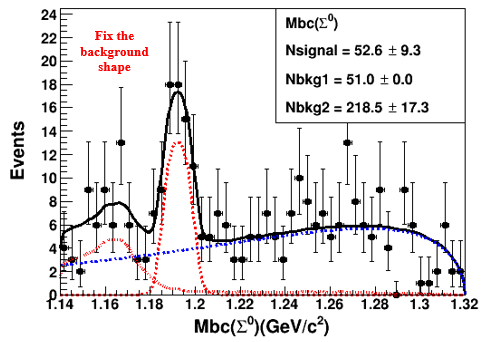 Fix the
background
shape
Mbc(Σ⁰)
Nsignal = 52.6 ± 9.3
Nbkg1 = 51.0 ± 0.0
Nbkg2 = 218.5 ± 17.3
Events
24
22
20
18
16
14
12
10
8
6
4
2
0
1.14 1.16 1.18 1.2 1.22 1.24 1.26 1.28 1.3 1.32
Mbc(Σ⁰)(GeV/c²)